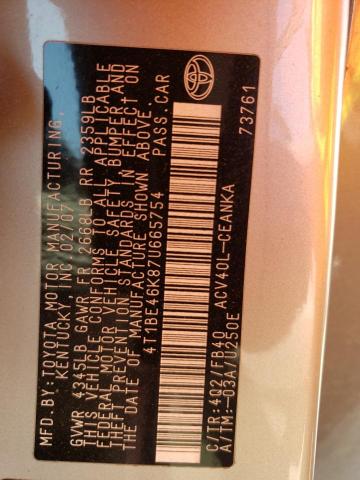 MFD.BY:TOYOTA MOTOR MANUFACTURING,
KENTUCKY, INC 02/07
GVWR 4345LB GAWR FR 2668LB RR 2359LB
THIS VEHICLE CONFORMS TO ALL APPLICABLE
FEDERAL MOTOR VEHICLE SAFETY, BUMPER, AND
THEFT PREVENTION STANDARDS IN EFFECT ON
THE DATE OF MANUFACTURE SHOWN ABOVE.
4T1BE46K87U665754 PASS.CAR
C/TR:4Q2/FB40 ACV40L-CEANKA
A/TM:-03A/U250E 73761
TOYOTA